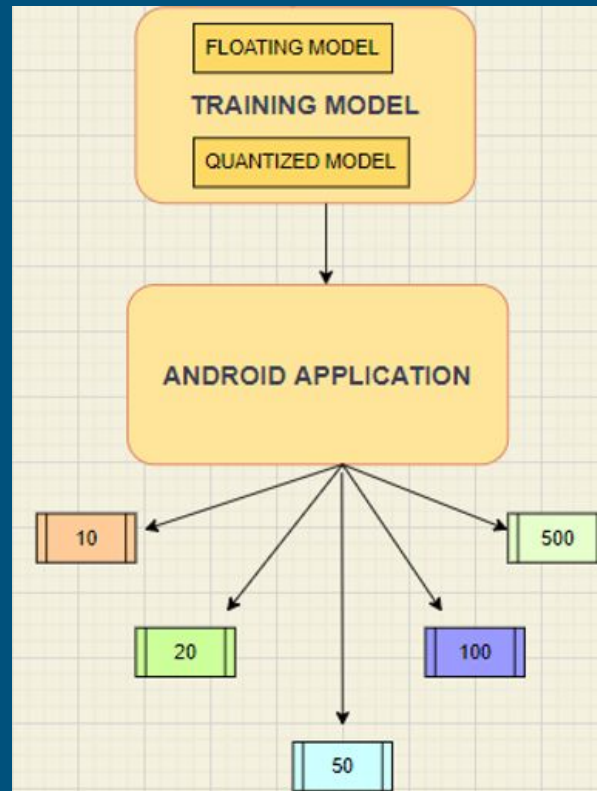 FLOATING MODEL
TRAINING MODEL
QUANTIZED MODEL
ANDROID APPLICATION
10
500
20
100
50